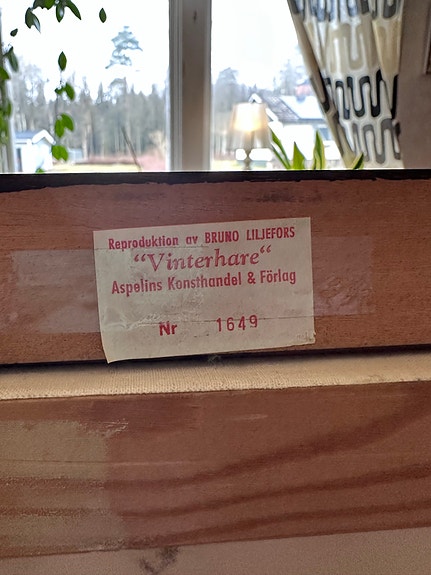 Reproduktion av BRUNO LILJEFORS
“Vinterhare“
Aspelins Konsthandel & Förlag
Nr 1649